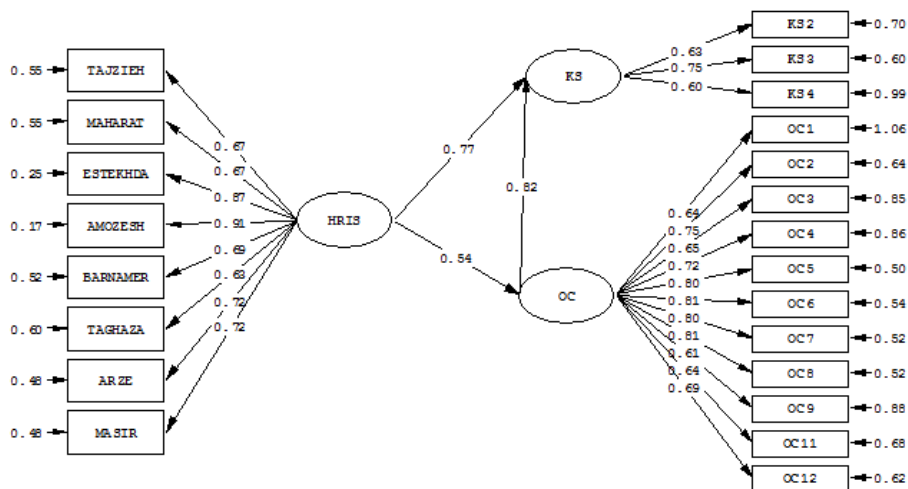 0.55 TAJZIEH
0.55 MAHARAT
0.25 ESTEKHDA
0.17 AMOZESH
0.52 BARNAMER
0.60 TAGHAZA
0.48 ARZE
0.48 MASIR
0.67
0.67
0.87
0.91
0.69
0.63
0.72
0.72
HRIS
0.77
0.54
0.82
KS
OC
0.63
0.75
0.60
0.64
0.75
0.65
0.72
0.80
0.81
0.80
0.81
0.61
0.64
0.69
KS2 0.70
KS3 0.60
KS4 0.99
OC1 1.06
OC2 0.64
OC3 0.85
OC4 0.86
OC5 0.50
OC6 0.54
OC7 0.52
OC8 0.52
OC9 0.88
OC11 0.68
OC12 0.62